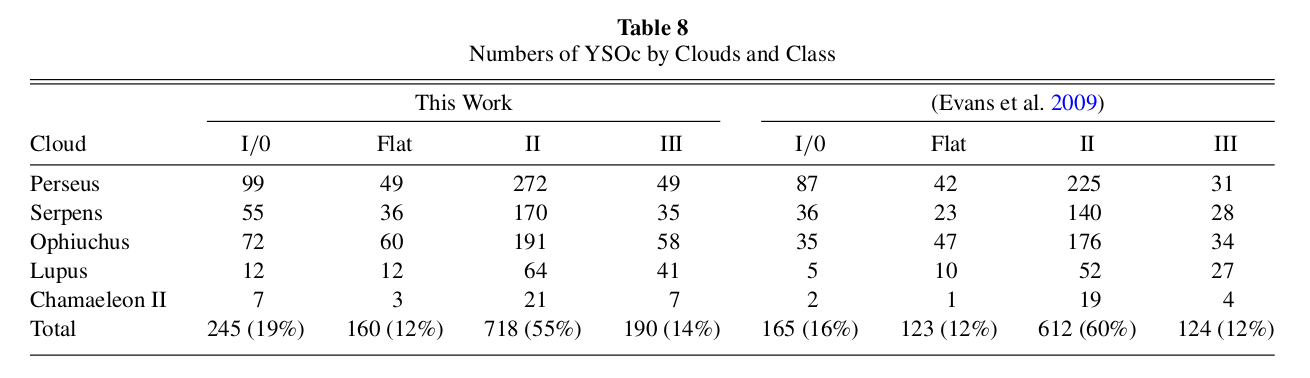 Table 8
Numbers of YSOc by Clouds and Class
This Work (Evans et al. 2009)
Cloud I/0 Flat II III I/0 Flat II III
Perseus 99 49 272 49 87 42 225 31
Serpens 55 36 170 35 36 23 140 28
Ophiuchus 72 60 191 58 35 47 176 34
Lupus 12 12 64 41 5 10 52 27
Chamaeleon II 7 3 21 7 2 1 19 4
Total 245 (19%) 160 (12%) 718 (55%) 190 (14%) 165 (16%) 123 (12%) 612 (60%) 124 (12%)